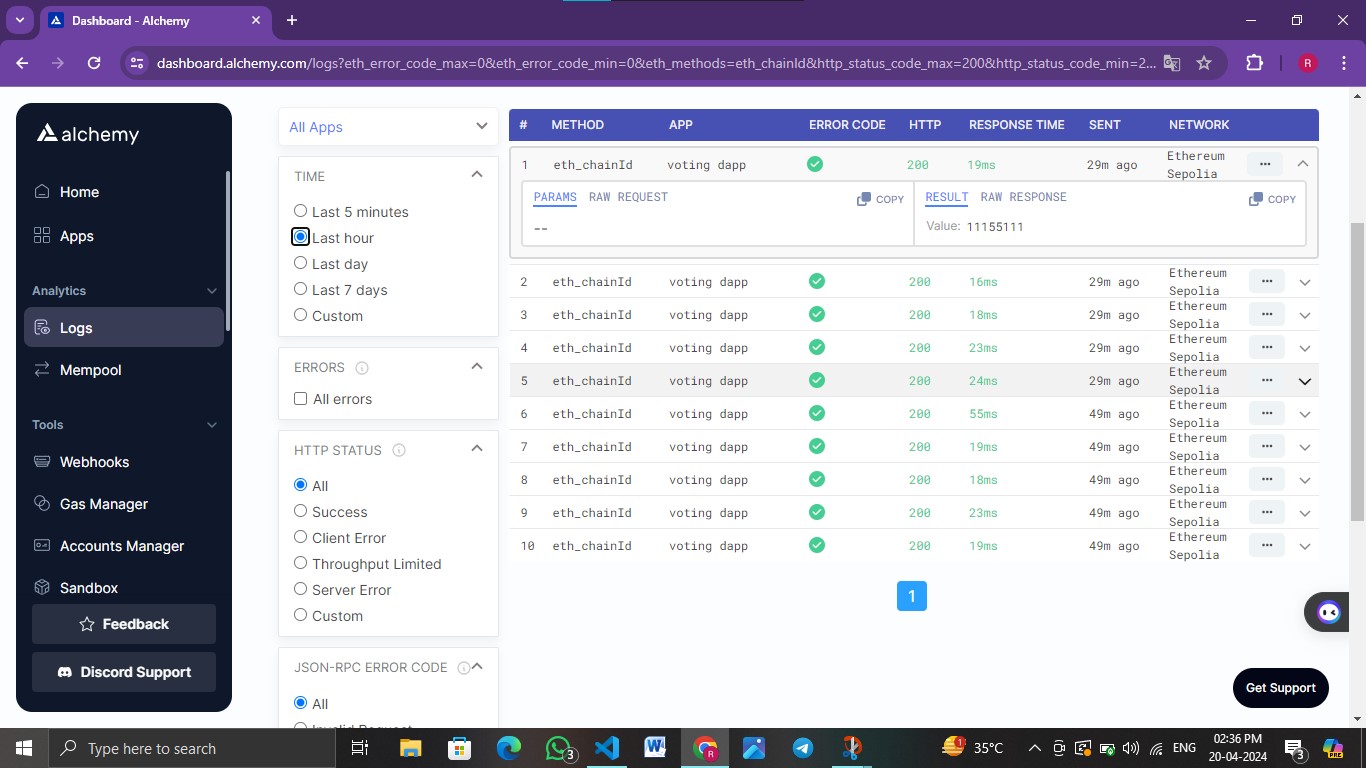 Dashboard - Alchemy
dashboard.alchemy.com/logs?eth_error_code_max=0&eth_error_code_min=0&eth_methods=eth_chainId&http_status_code_max=200&http_status_code_min=2...
R
alchemy
Home
Apps
Analytics
Logs
Mempool
Tools
Webhooks
Gas Manager
Accounts Manager
Sandbox
Feedback
Discord Support
All Apps
TIME
Last 5 minutes
Last hour
Last day
Last 7 days
Custom
ERRORS
All errors
HTTP STATUS
All
Success
Client Error
Throughput Limited
Server Error
Custom
JSON-RPC ERROR CODE
All
Invalid Request
# METHOD APP ERROR CODE HTTP RESPONSE TIME SENT NETWORK
1 eth_chainId voting dapp 200 19ms 29m ago Ethereum Sepolia
PARAMS RAW REQUEST COPY
--
RESULT RAW RESPONSE COPY
Value: 11155111
2 eth_chainId voting dapp 200 16ms 29m ago Ethereum Sepolia
3 eth_chainId voting dapp 200 18ms 29m ago Ethereum Sepolia
4 eth_chainId voting dapp 200 23ms 29m ago Ethereum Sepolia
5 eth_chainId voting dapp 200 24ms 29m ago Ethereum Sepolia
6 eth_chainId voting dapp 200 55ms 49m ago Ethereum Sepolia
7 eth_chainId voting dapp 200 19ms 49m ago Ethereum Sepolia
8 eth_chainId voting dapp 200 18ms 49m ago Ethereum Sepolia
9 eth_chainId voting dapp 200 23ms 49m ago Ethereum Sepolia
10 eth_chainId voting dapp 200 19ms 49m ago Ethereum Sepolia
1
Get Support
Type here to search
3
R
1
35°C
ENG
02:36 PM
20-04-2024
3
PRE